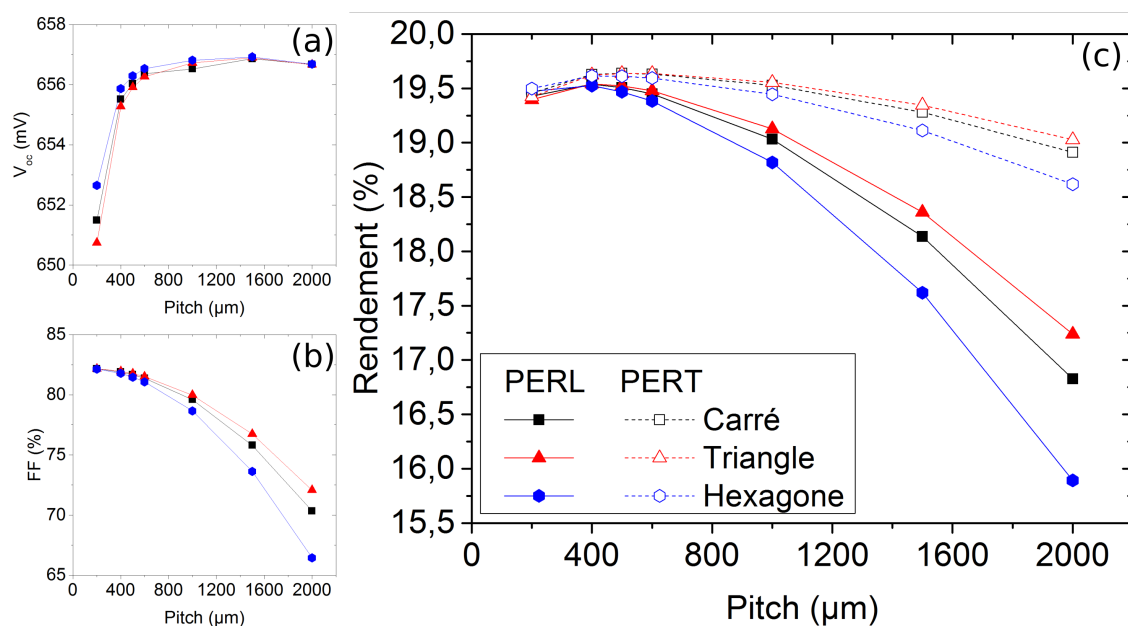 (a)
658
656
654
652
650
V_oc (mV)
0 400 800 1200 1600 2000
Pitch (µm)
(b)
85
80
75
70
65
FF (%)
0 400 800 1200 1600 2000
Pitch (µm)
(c)
20,0
19,5
19,0
18,5
18,0
17,5
17,0
16,5
16,0
15,5
Rendement (%)
PERL PERT
Carré
Triangle
Hexagone
0 400 800 1200 1600 2000
Pitch (µm)